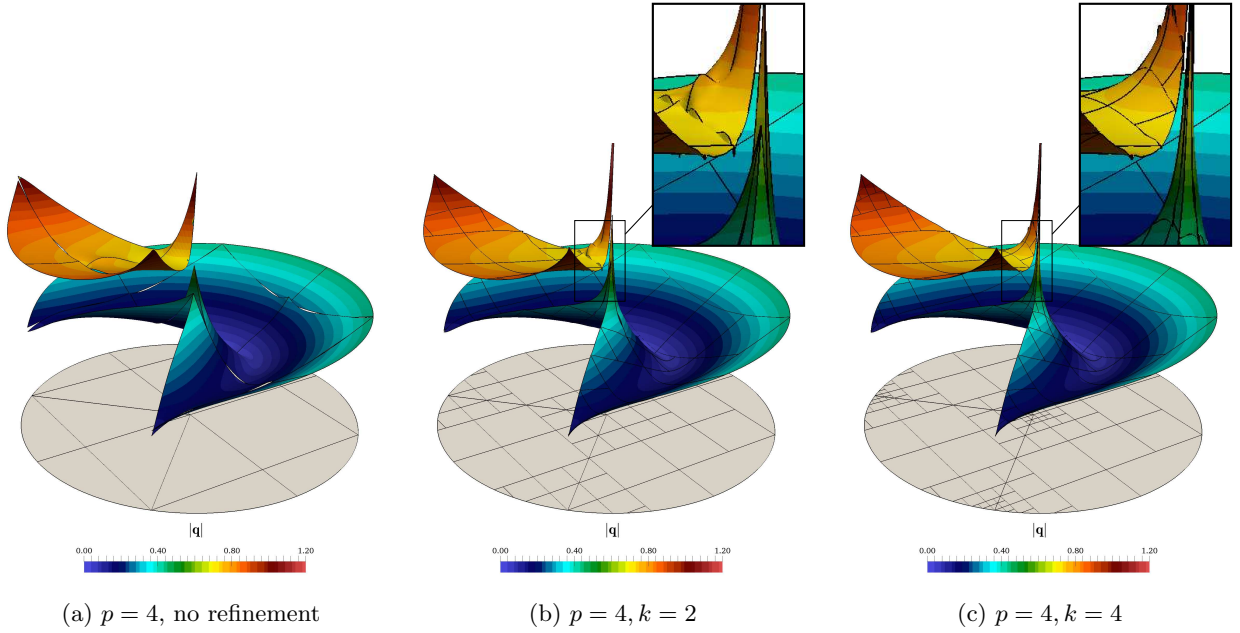 |q|
0.00 0.40 0.80 1.20
(a) p = 4, no refinement
|q|
0.00 0.40 0.80 1.20
(b) p = 4, k = 2
|q|
0.00 0.40 0.80 1.20
(c) p = 4, k = 4